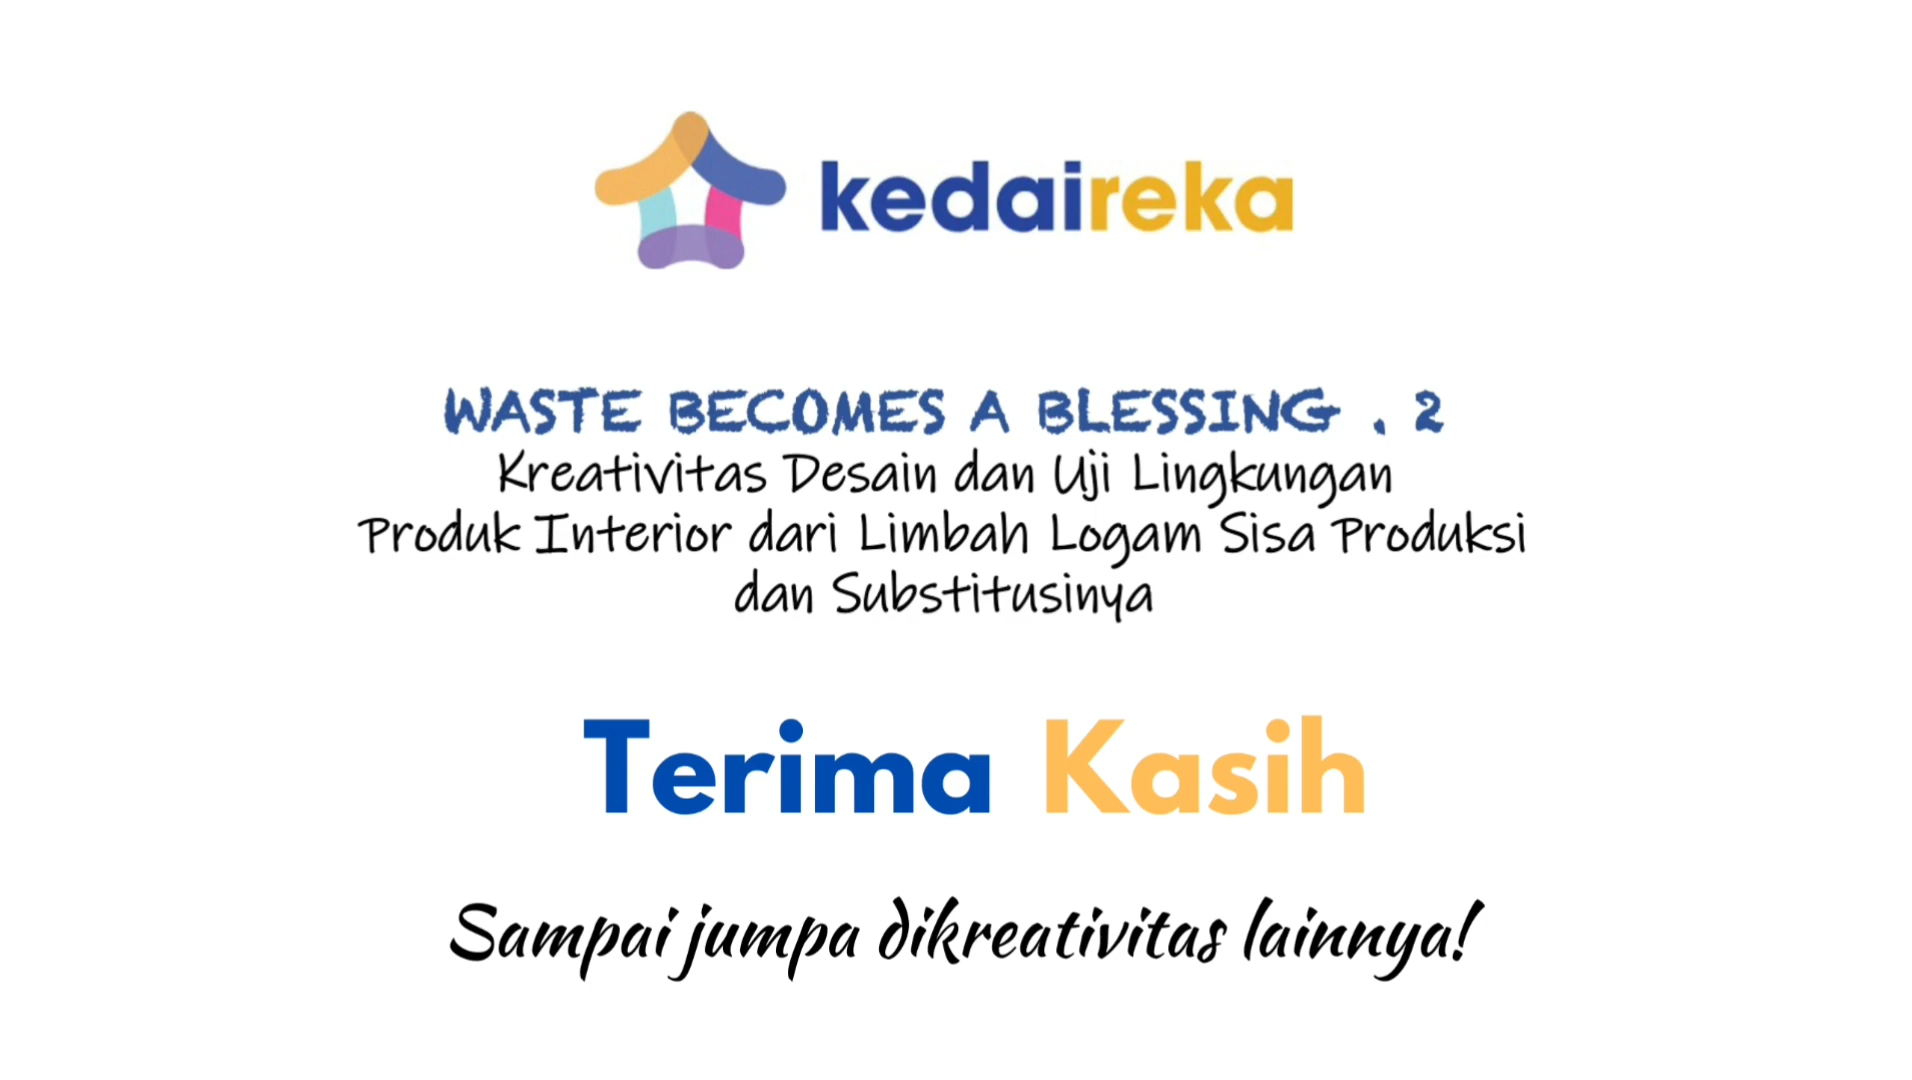 kedaireka
WASTE BECOMES A BLESSING . 2
Kreativitas Desain dan Uji Lingkungan
Produk Interior dari Limbah Logam Sisa Produksi
dan Substitusinya
Terima Kasih
Sampai jumpa dikreativitas lainnya!